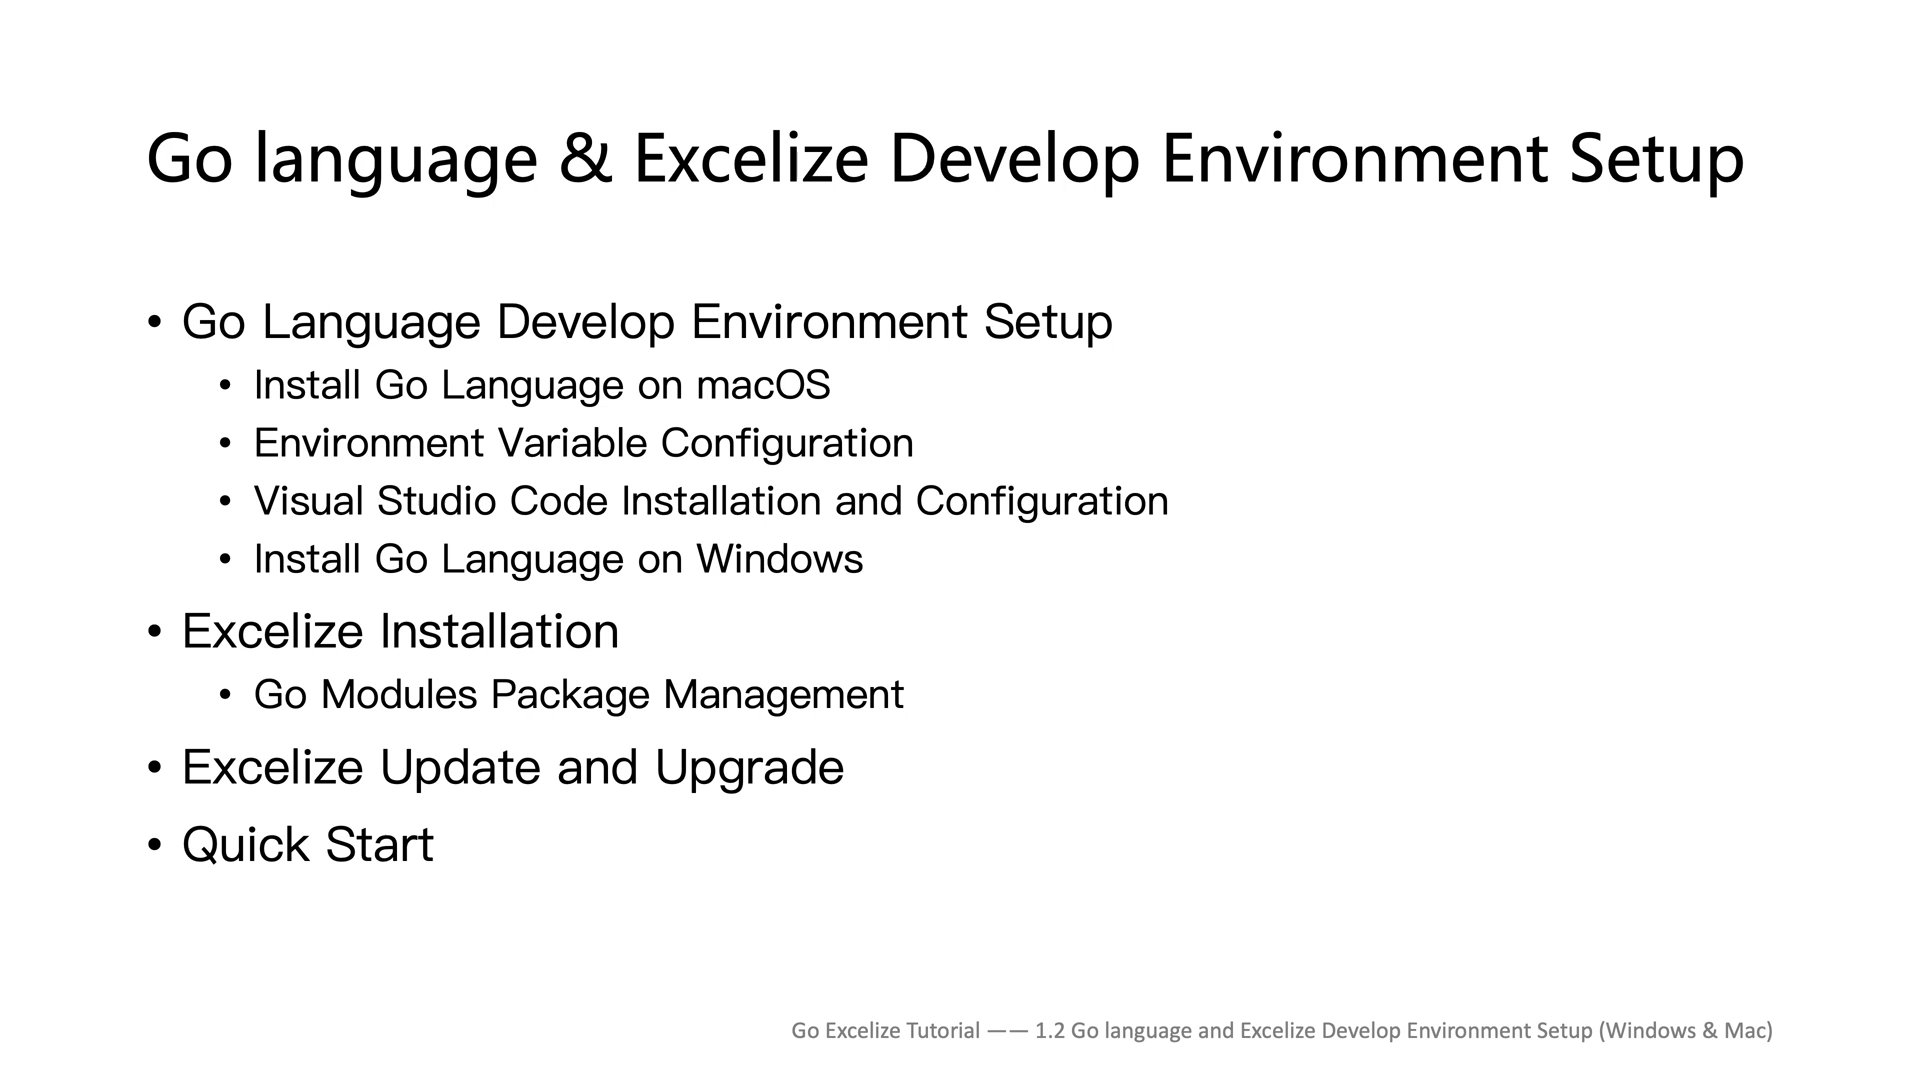 Go language & Excelize Develop Environment Setup
• Go Language Develop Environment Setup
• Install Go Language on macOS
• Environment Variable Configuration
• Visual Studio Code Installation and Configuration
• Install Go Language on Windows
• Excelize Installation
• Go Modules Package Management
• Excelize Update and Upgrade
• Quick Start
Go Excelize Tutorial —— 1.2 Go language and Excelize Develop Environment Setup (Windows & Mac)